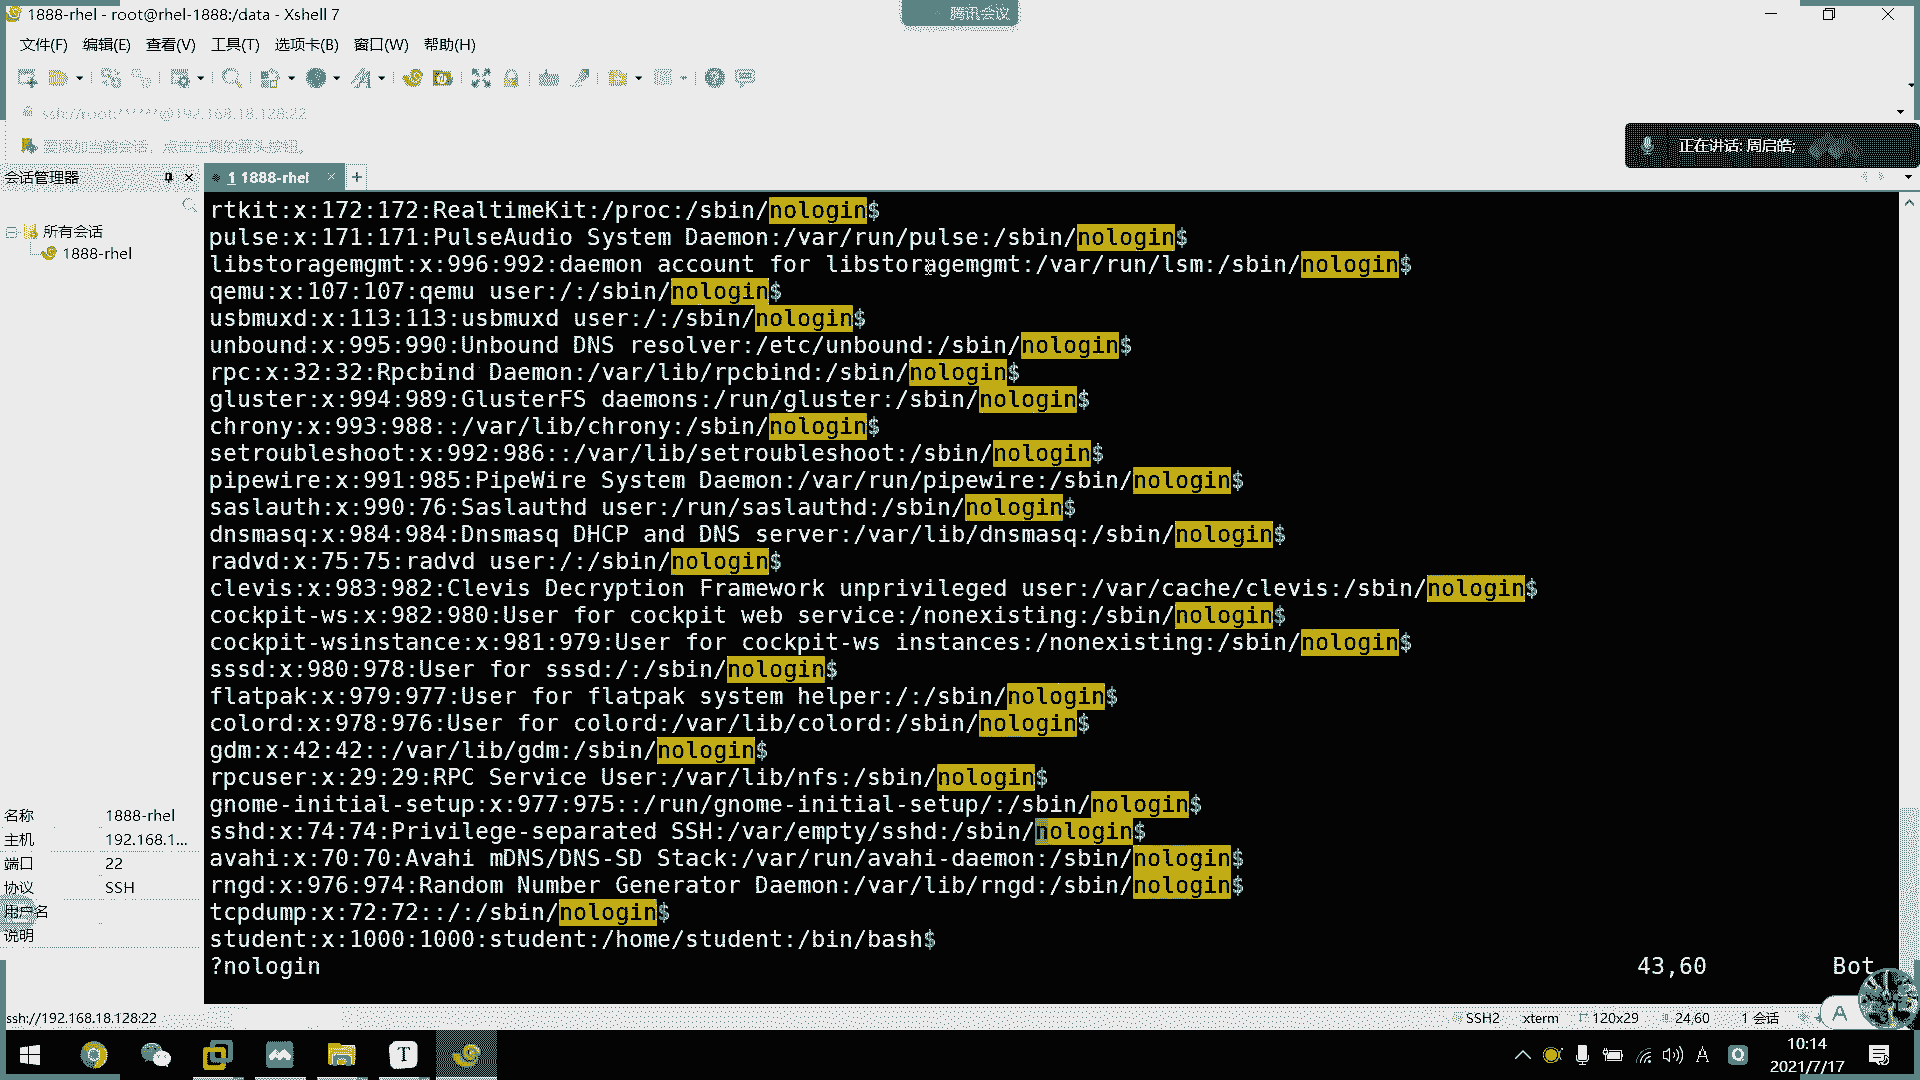 1888-rhel - root@rhel-1888:/data - Xshell 7
腾讯会议
文件(F) 编辑(E) 查看(V) 工具(T) 选项卡(B) 窗口(W) 帮助(H)
ssh://root:*****@192.168.18.128:22
要添加当前会话，点击左侧的箭头按钮。
正在讲话: 周启皓;
会话管理器
1 1888-rhel
所有会话
1888-rhel
rtkit:x:172:172:RealtimeKit:/proc:/sbin/nologin$
pulse:x:171:171:PulseAudio System Daemon:/var/run/pulse:/sbin/nologin$
libstoragemgmt:x:996:992:daemon account for libstoragemgmt:/var/run/lsm:/sbin/nologin$
qemu:x:107:107:qemu user:/:/sbin/nologin$
usbmuxd:x:113:113:usbmuxd user:/:/sbin/nologin$
unbound:x:995:990:Unbound DNS resolver:/etc/unbound:/sbin/nologin$
rpc:x:32:32:Rpcbind Daemon:/var/lib/rpcbind:/sbin/nologin$
gluster:x:994:989:GlusterFS daemons:/run/gluster:/sbin/nologin$
chrony:x:993:988::/var/lib/chrony:/sbin/nologin$
setroubleshoot:x:992:986::/var/lib/setroubleshoot:/sbin/nologin$
pipewire:x:991:985:PipeWire System Daemon:/var/run/pipewire:/sbin/nologin$
saslauth:x:990:76:Saslauthd user:/run/saslauthd:/sbin/nologin$
dnsmasq:x:984:984:Dnsmasq DHCP and DNS server:/var/lib/dnsmasq:/sbin/nologin$
radvd:x:75:75:radvd user:/:/sbin/nologin$
clevis:x:983:982:Clevis Decryption Framework unprivileged user:/var/cache/clevis:/sbin/nologin$
cockpit-ws:x:982:980:User for cockpit web service:/nonexisting:/sbin/nologin$
cockpit-wsinstance:x:981:979:User for cockpit-ws instances:/nonexisting:/sbin/nologin$
sssd:x:980:978:User for sssd:/:/sbin/nologin$
flatpak:x:979:977:User for flatpak system helper:/:/sbin/nologin$
colord:x:978:976:User for colord:/var/lib/colord:/sbin/nologin$
gdm:x:42:42::/var/lib/gdm:/sbin/nologin$
rpcuser:x:29:29:RPC Service User:/var/lib/nfs:/sbin/nologin$
gnome-initial-setup:x:977:975::/run/gnome-initial-setup/:/sbin/nologin$
sshd:x:74:74:Privilege-separated SSH:/var/empty/sshd:/sbin/nologin$
avahi:x:70:70:Avahi mDNS/DNS-SD Stack:/var/run/avahi-daemon:/sbin/nologin$
rngd:x:976:974:Random Number Generator Daemon:/var/lib/rngd:/sbin/nologin$
tcpdump:x:72:72::/:/sbin/nologin$
student:x:1000:1000:student:/home/student:/bin/bash$
?nologin 43,60 Bot
名称 1888-rhel
主机 192.168.1...
端口 22
协议 SSH
用户名
说明
ssh://192.168.18.128:22
SSH2 xterm 120x29 24,60 1 会话
A
T
A
10:14
2021/7/17